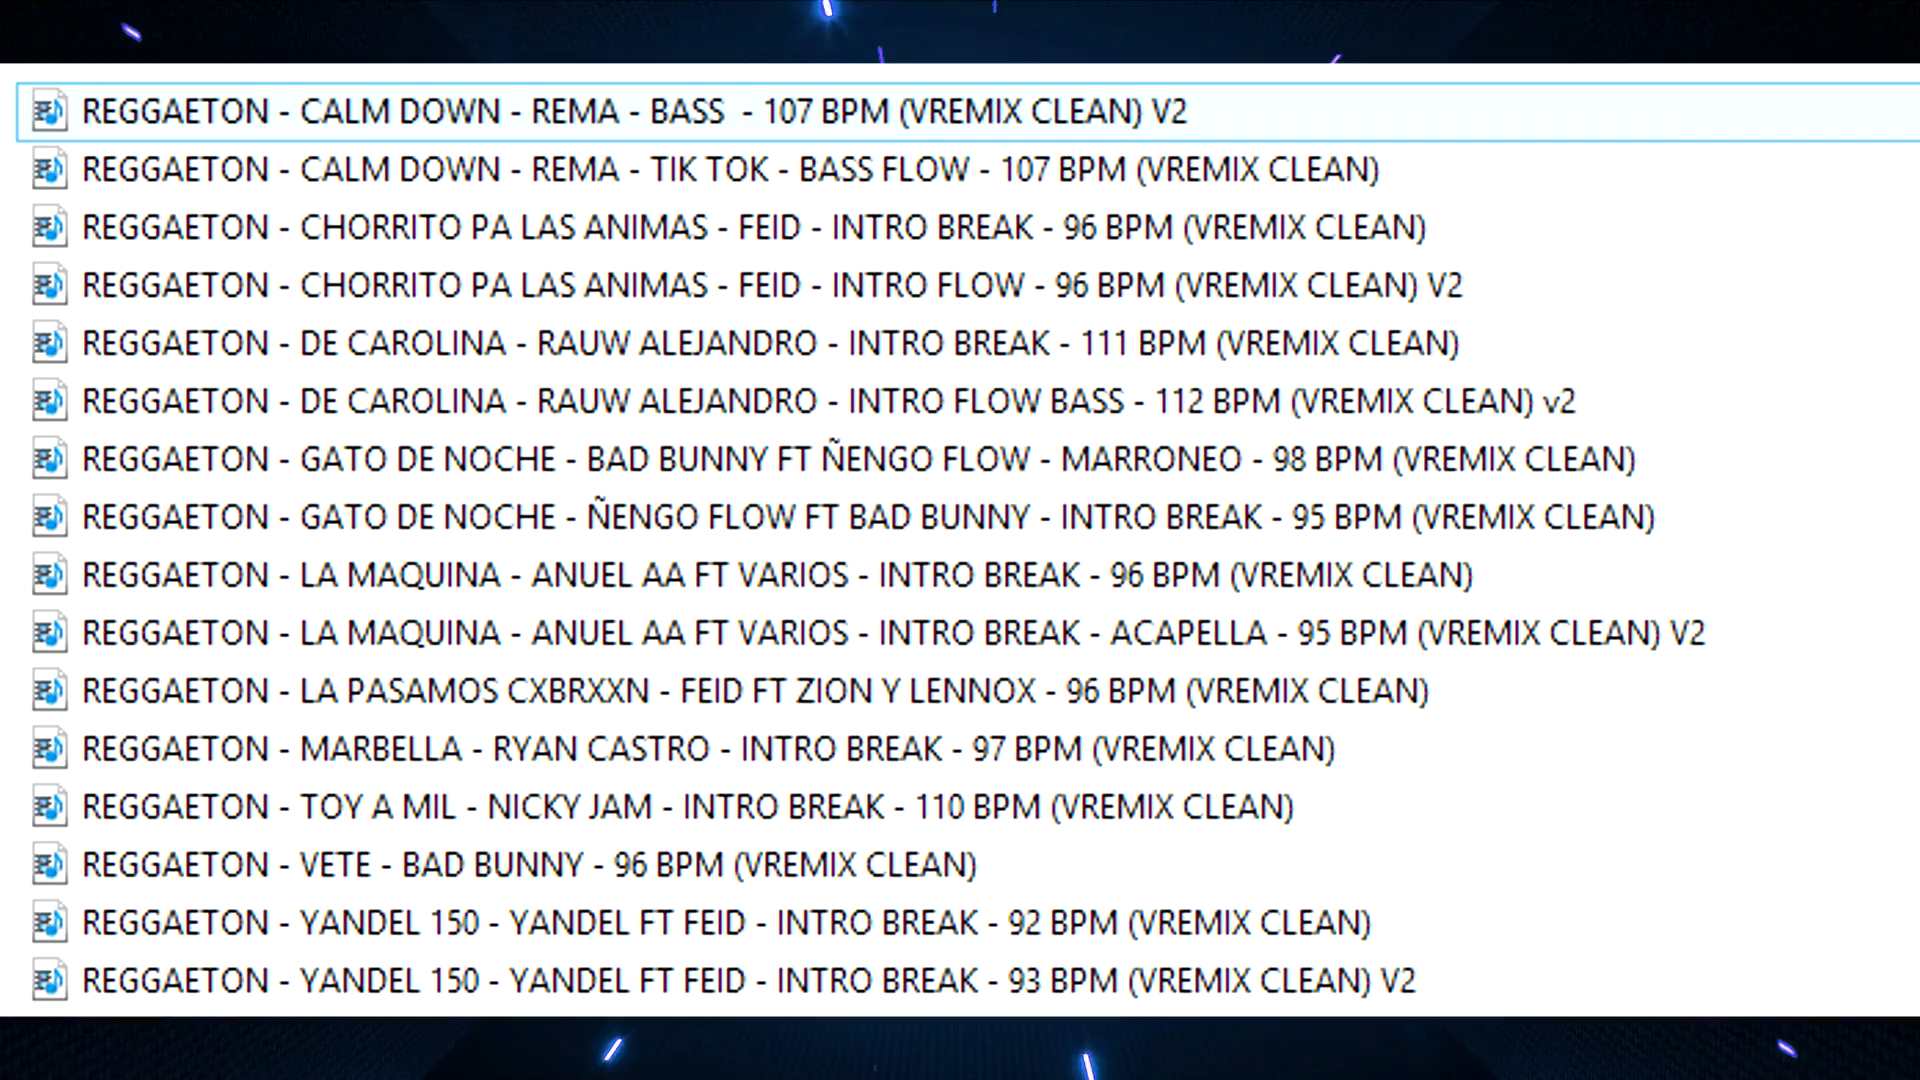 REGGAETON - CALM DOWN - REMA - BASS  - 107 BPM (VREMIX CLEAN) V2
REGGAETON - CALM DOWN - REMA - TIK TOK - BASS FLOW - 107 BPM (VREMIX CLEAN)
REGGAETON - CHORRITO PA LAS ANIMAS - FEID - INTRO BREAK - 96 BPM (VREMIX CLEAN)
REGGAETON - CHORRITO PA LAS ANIMAS - FEID - INTRO FLOW - 96 BPM (VREMIX CLEAN) V2
REGGAETON - DE CAROLINA - RAUW ALEJANDRO - INTRO BREAK - 111 BPM (VREMIX CLEAN)
REGGAETON - DE CAROLINA - RAUW ALEJANDRO - INTRO FLOW BASS - 112 BPM (VREMIX CLEAN) v2
REGGAETON - GATO DE NOCHE - BAD BUNNY FT ÑENGO FLOW - MARRONEO - 98 BPM (VREMIX CLEAN)
REGGAETON - GATO DE NOCHE - ÑENGO FLOW FT BAD BUNNY - INTRO BREAK - 95 BPM (VREMIX CLEAN)
REGGAETON - LA MAQUINA - ANUEL AA FT VARIOS - INTRO BREAK - 96 BPM (VREMIX CLEAN)
REGGAETON - LA MAQUINA - ANUEL AA FT VARIOS - INTRO BREAK - ACAPELLA - 95 BPM (VREMIX CLEAN) V2
REGGAETON - LA PASAMOS CXBRXXN - FEID FT ZION Y LENNOX - 96 BPM (VREMIX CLEAN)
REGGAETON - MARBELLA - RYAN CASTRO - INTRO BREAK - 97 BPM (VREMIX CLEAN)
REGGAETON - TOY A MIL - NICKY JAM - INTRO BREAK - 110 BPM (VREMIX CLEAN)
REGGAETON - VETE - BAD BUNNY - 96 BPM (VREMIX CLEAN)
REGGAETON - YANDEL 150 - YANDEL FT FEID - INTRO BREAK - 92 BPM (VREMIX CLEAN)
REGGAETON - YANDEL 150 - YANDEL FT FEID - INTRO BREAK - 93 BPM (VREMIX CLEAN) V2